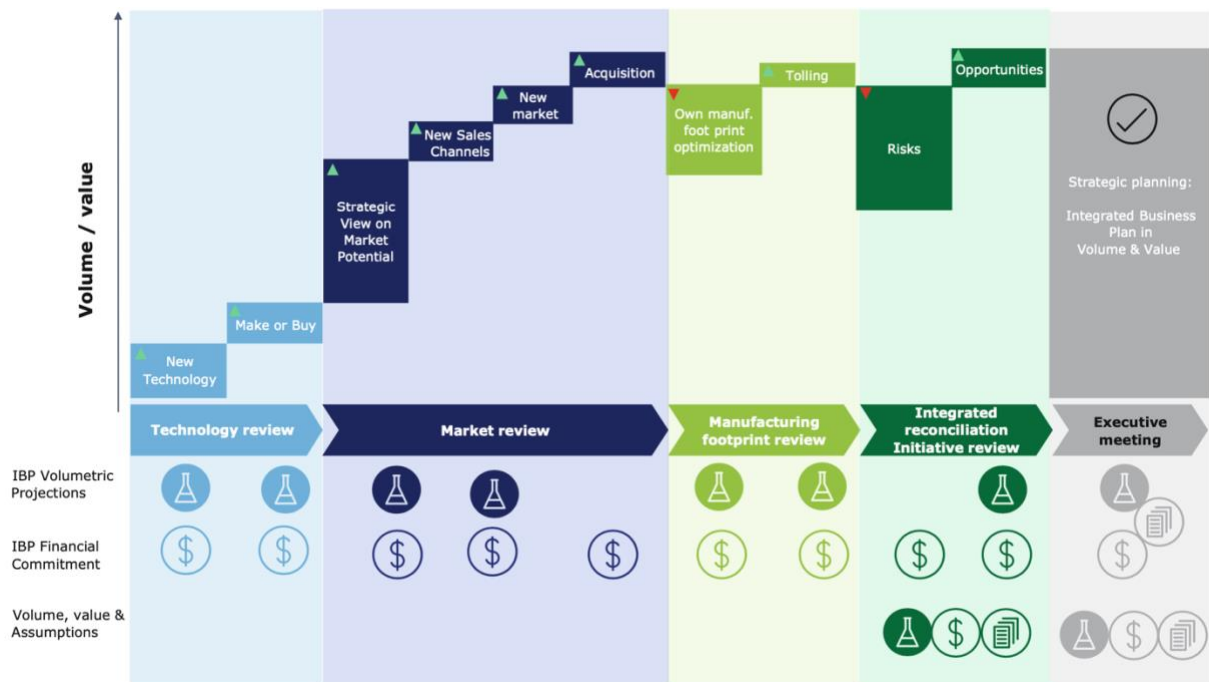 Volume / value
New
Technology
Make or Buy
Strategic
View on
Market
Potential
New Sales
Channels
New
market
Acquisition
Own manuf.
foot print
optimization
Tolling
Risks
Opportunities
Strategic planning:
Integrated Business
Plan in
Volume & Value
Technology review
Market review
Manufacturing
footprint review
Integrated
reconciliation
Initiative review
Executive
meeting
IBP Volumetric
Projections
$ $ $ $ $ $ $ $ $ $
IBP Financial
Commitment
Volume, value &
Assumptions
$ $